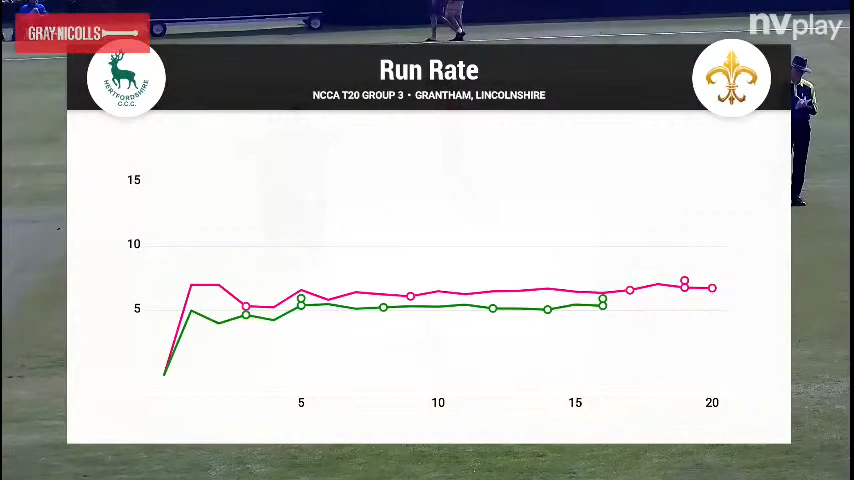 GRAY-NICOLLS
nvplay
Run Rate
NCCA T20 GROUP 3 • GRANTHAM, LINCOLNSHIRE
HERTFORDSHIRE
C.C.C.
15
10
5
5 10 15 20